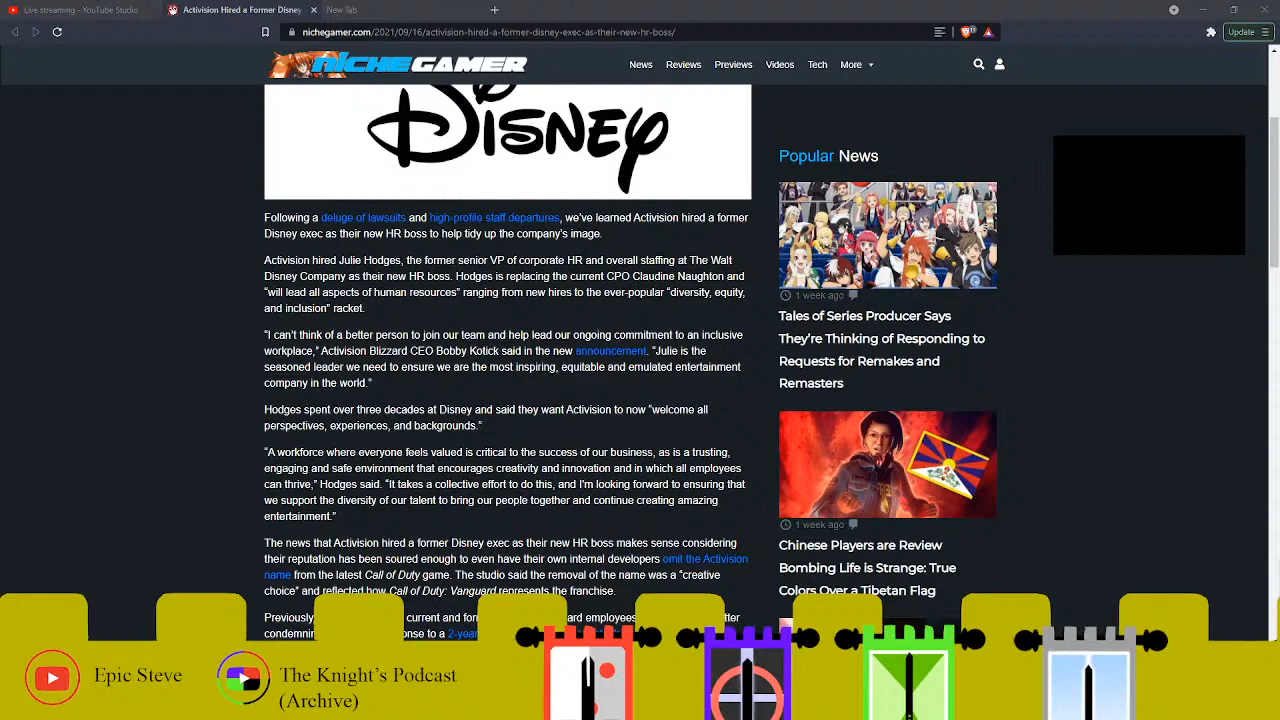 Live streaming - YouTube Studio
Activision Hired a Former Disney
New Tab
nichegamer.com/2021/09/16/activision-hired-a-former-disney-exec-as-their-new-hr-boss/
Update
NICHEGAMER
News Reviews Previews Videos Tech More
Disney
Following a deluge of lawsuits and high-profile staff departures, we've learned Activision hired a former
Disney exec as their new HR boss to help tidy up the company's image.
Activision hired Julie Hodges, the former senior VP of corporate HR and overall staffing at The Walt
Disney Company as their new HR boss. Hodges is replacing the current CPO Claudine Naughton and
“will lead all aspects of human resources” ranging from new hires to the ever-popular “diversity, equity,
and inclusion” racket.
“I can't think of a better person to join our team and help lead our ongoing commitment to an inclusive
workplace,” Activision Blizzard CEO Bobby Kotick said in the new announcement. “Julie is the
seasoned leader we need to ensure we are the most inspiring, equitable and emulated entertainment
company in the world.”
Hodges spent over three decades at Disney and said they want Activision to now “welcome all
perspectives, experiences, and backgrounds.”
“A workforce where everyone feels valued is critical to the success of our business, as is a trusting,
engaging and safe environment that encourages creativity and innovation and in which all employees
can thrive,” Hodges said. “It takes a collective effort to do this, and I'm looking forward to ensuring that
we support the diversity of our talent to bring our people together and continue creating amazing
entertainment.”
The news that Activision hired a former Disney exec as their new HR boss makes sense considering
their reputation has been soured enough to even have their own internal developers omit the Activision
name from the latest Call of Duty game. The studio said the removal of the name was a “creative
choice” and reflected how Call of Duty: Vanguard represents the franchise.
Previously, current and
condemning 2-year
Popular News
1 week ago
Tales of Series Producer Says
They're Thinking of Responding to
Requests for Remakes and
Remasters
1 week ago
Chinese Players are Review
Bombing Life is Strange: True
Colors Over a Tibetan Flag
Epic Steve
The Knight's Podcast
(Archive)